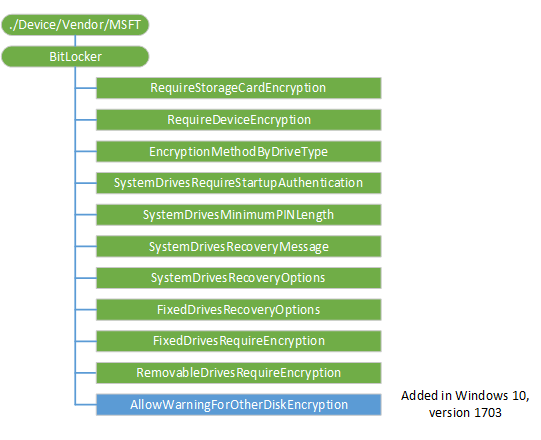 ./Device/Vendor/MSFT
BitLocker
RequireStorageCardEncryption
RequireDeviceEncryption
EncryptionMethodByDriveType
SystemDrivesRequireStartupAuthentication
SystemDrivesMinimumPINLength
SystemDrivesRecoveryMessage
SystemDrivesRecoveryOptions
FixedDrivesRecoveryOptions
FixedDrivesRequireEncryption
RemovableDrivesRequireEncryption
AllowWarningForOtherDiskEncryption
Added in Windows 10,
version 1703